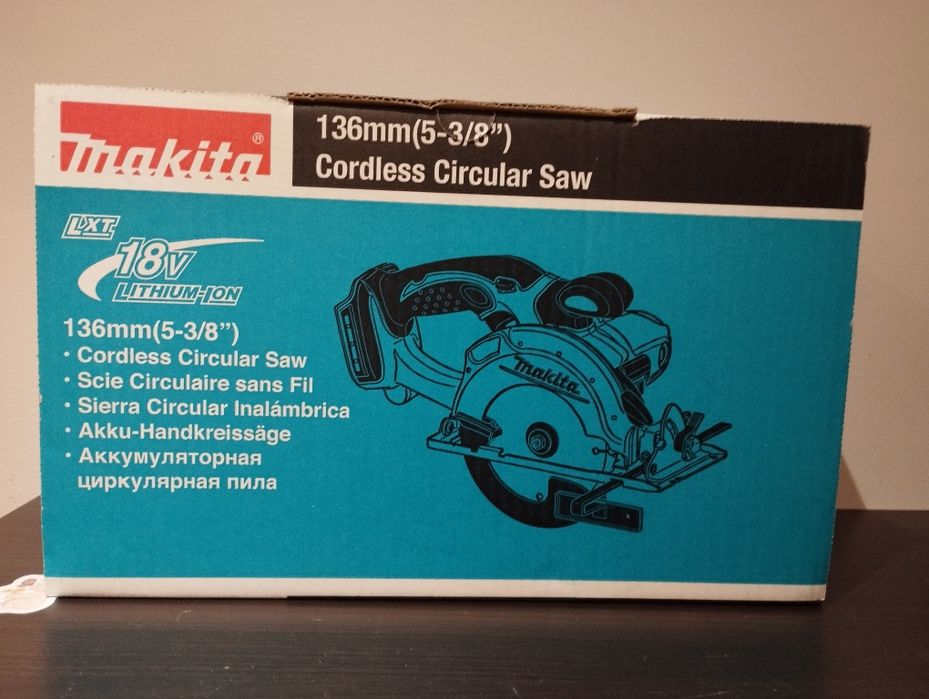 Makita®
136mm(5-3/8”)
Cordless Circular Saw
LXT
18V
LITHIUM-ION
136mm(5-3/8”)
· Cordless Circular Saw
· Scie Circulaire sans Fil
· Sierra Circular Inalámbrica
· Akku-Handkreissäge
· Аккумуляторная
циркулярная пила
Makita